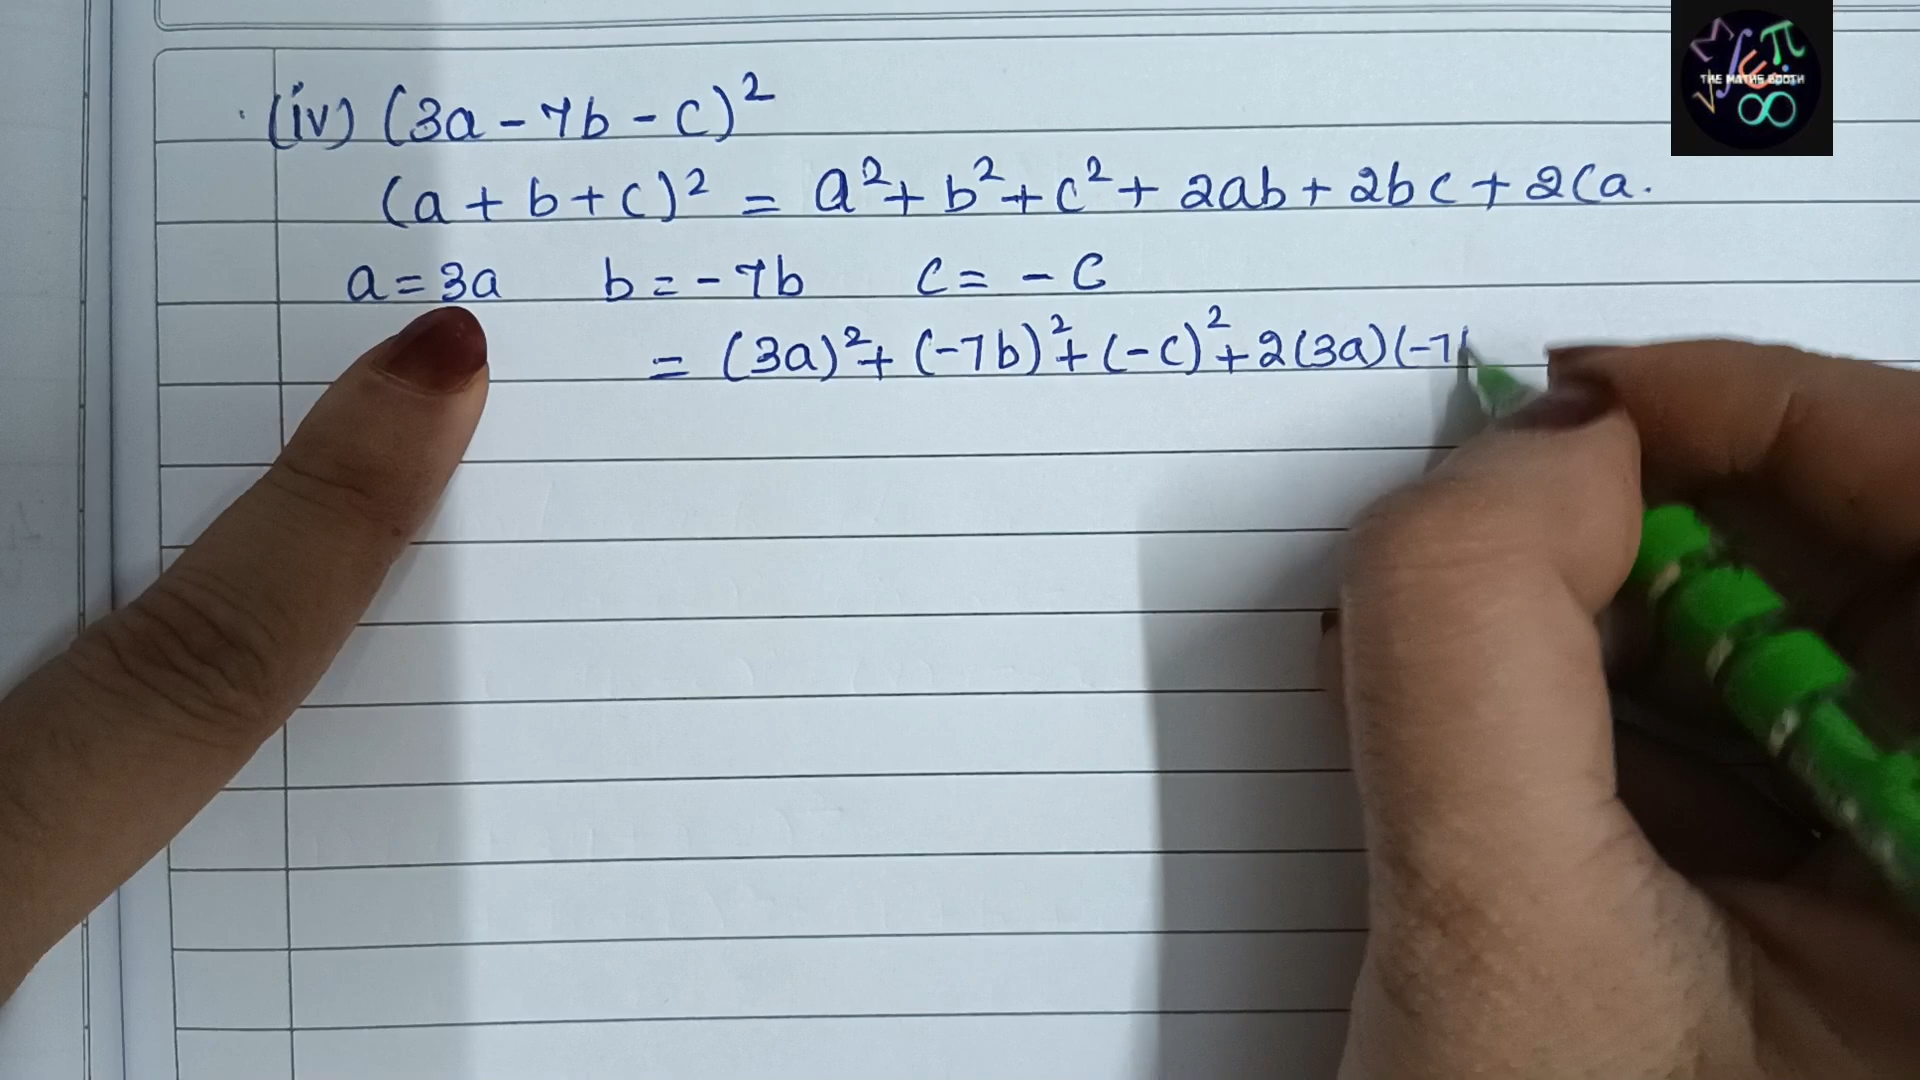 (iv) (3a - 7b - c)²
(a + b + c)² = a² + b² + c² + 2ab + 2bc + 2ca.
a = 3a b = - 7b c = - c
= (3a)² + (-7b)² + (-c)² + 2(3a)(-7
THE MATHS BOOTH